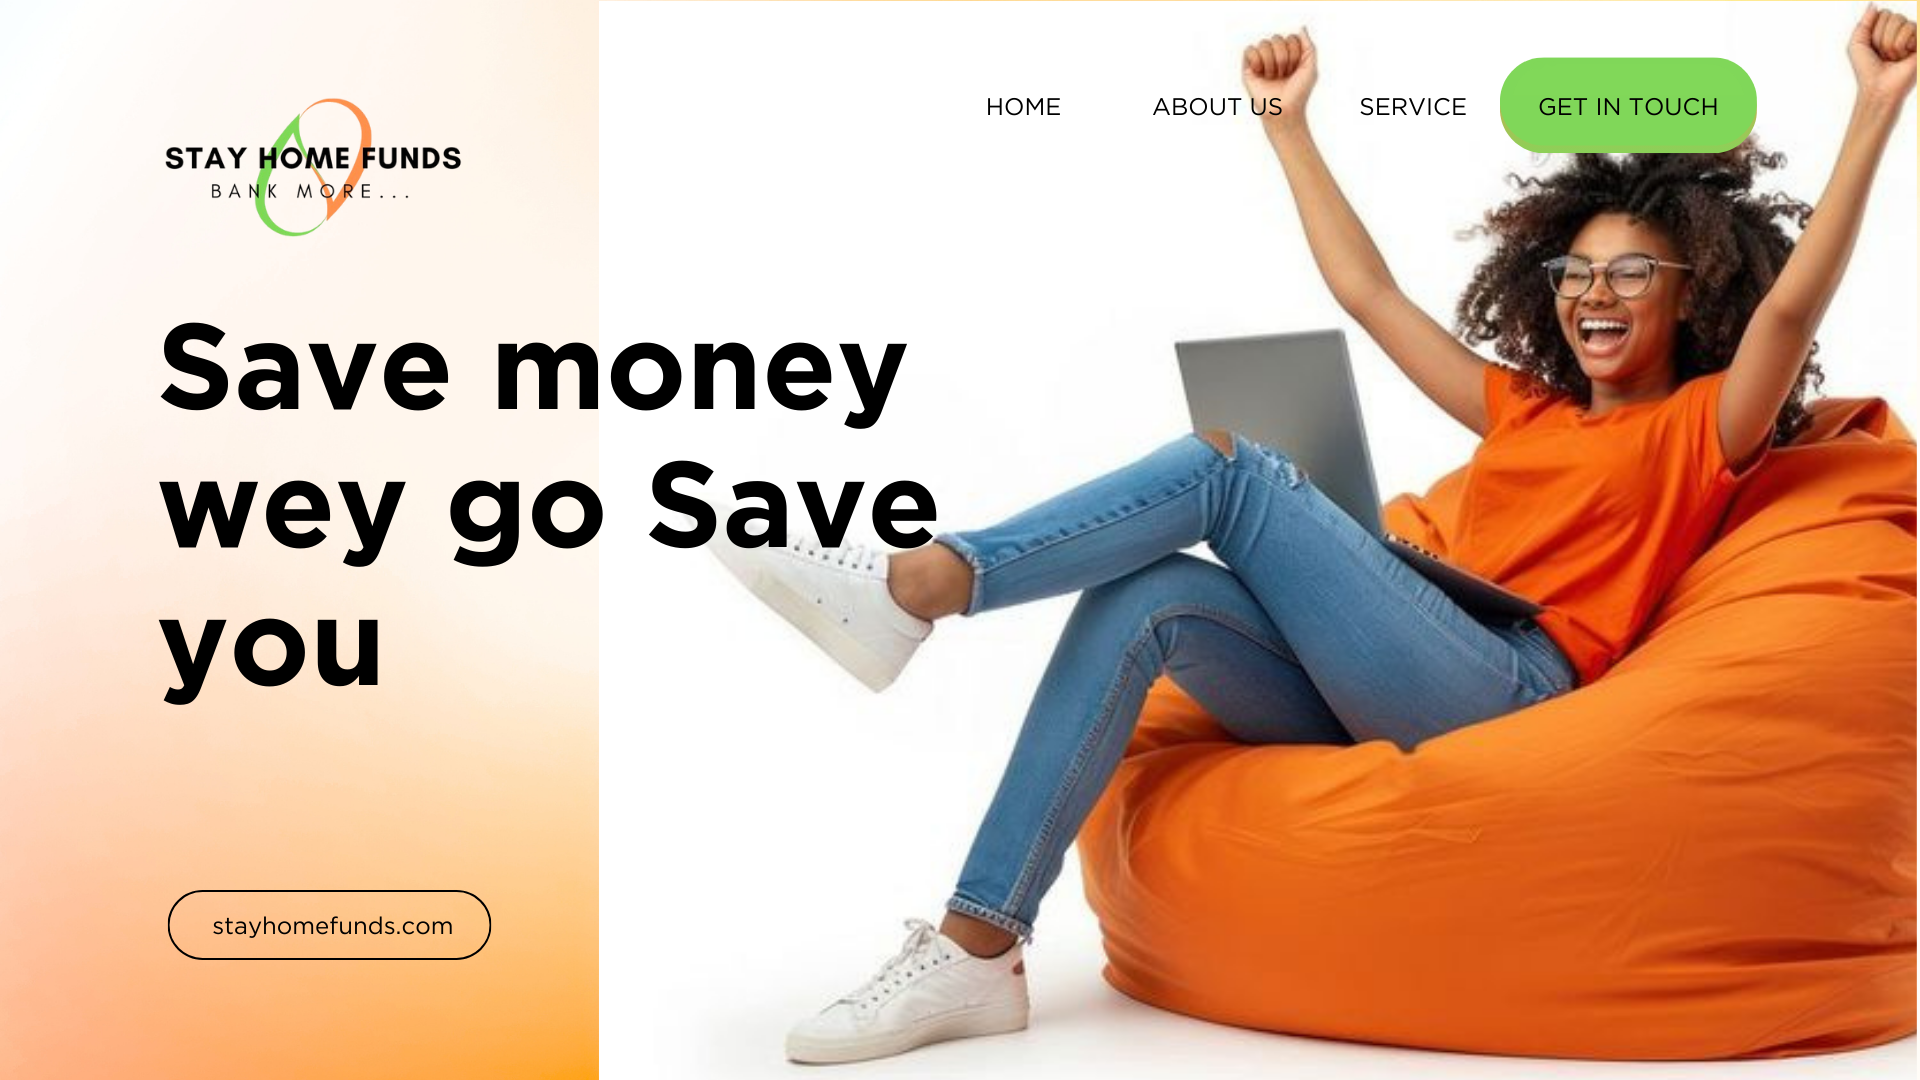 HOME ABOUT US SERVICE GET IN TOUCH
STAY HOME FUNDS
BANK MORE...
Save money
wey go Save
you
stayhomefunds.com